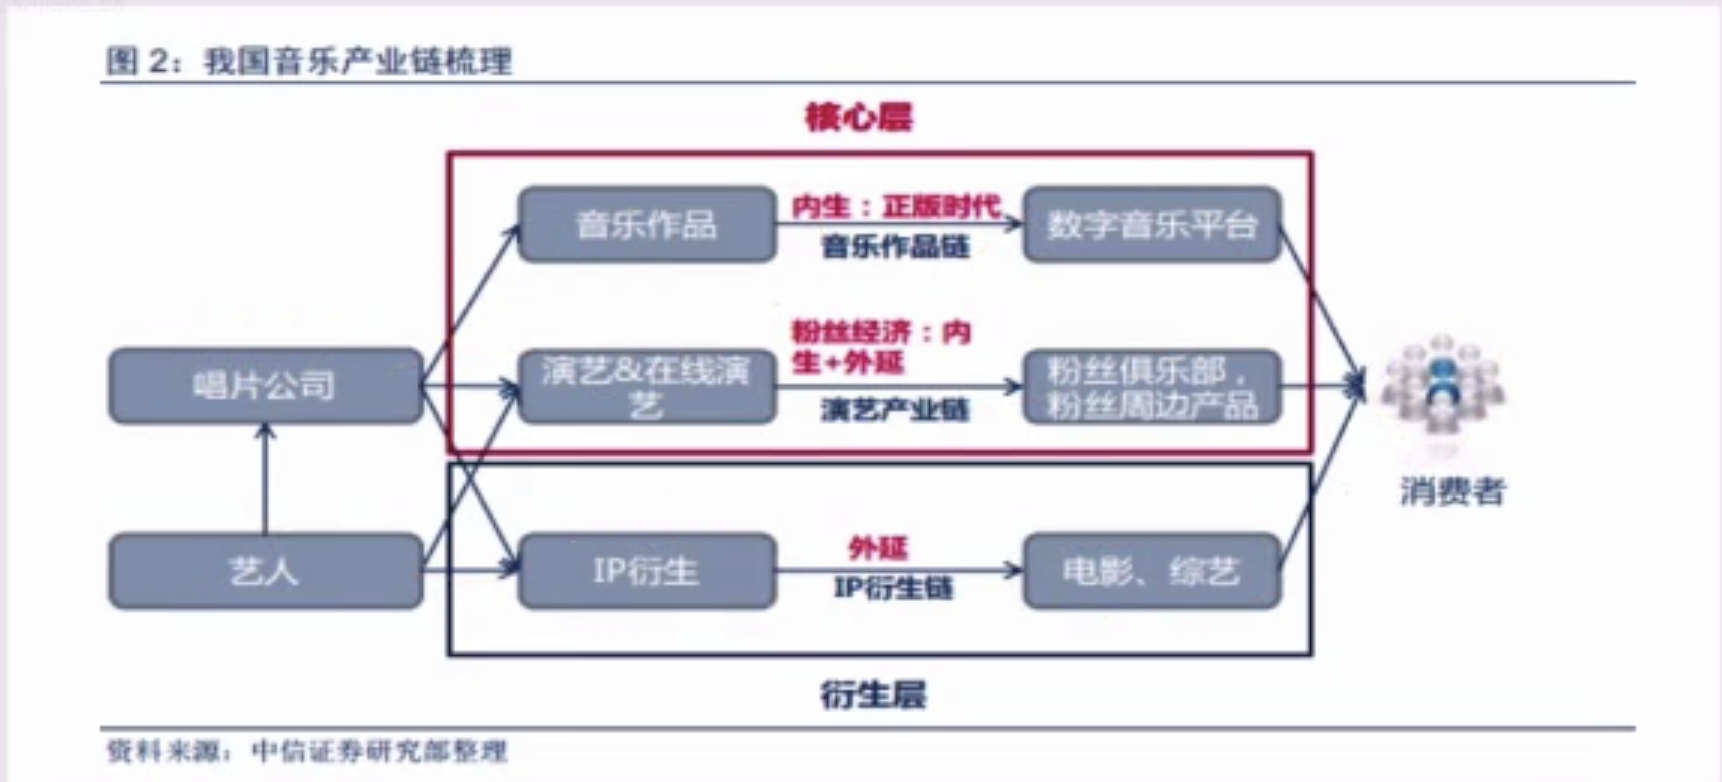 图 2：我国音乐产业链梳理
核心层
音乐作品
内生：正版时代
音乐作品链
数字音乐平台
粉丝经济：内
生+外延
唱片公司
演艺&在线演
艺
演艺产业链
粉丝俱乐部，
粉丝周边产品
消费者
艺人
IP衍生
外延
IP衍生链
电影、综艺
衍生层
资料来源：中信证券研究部整理